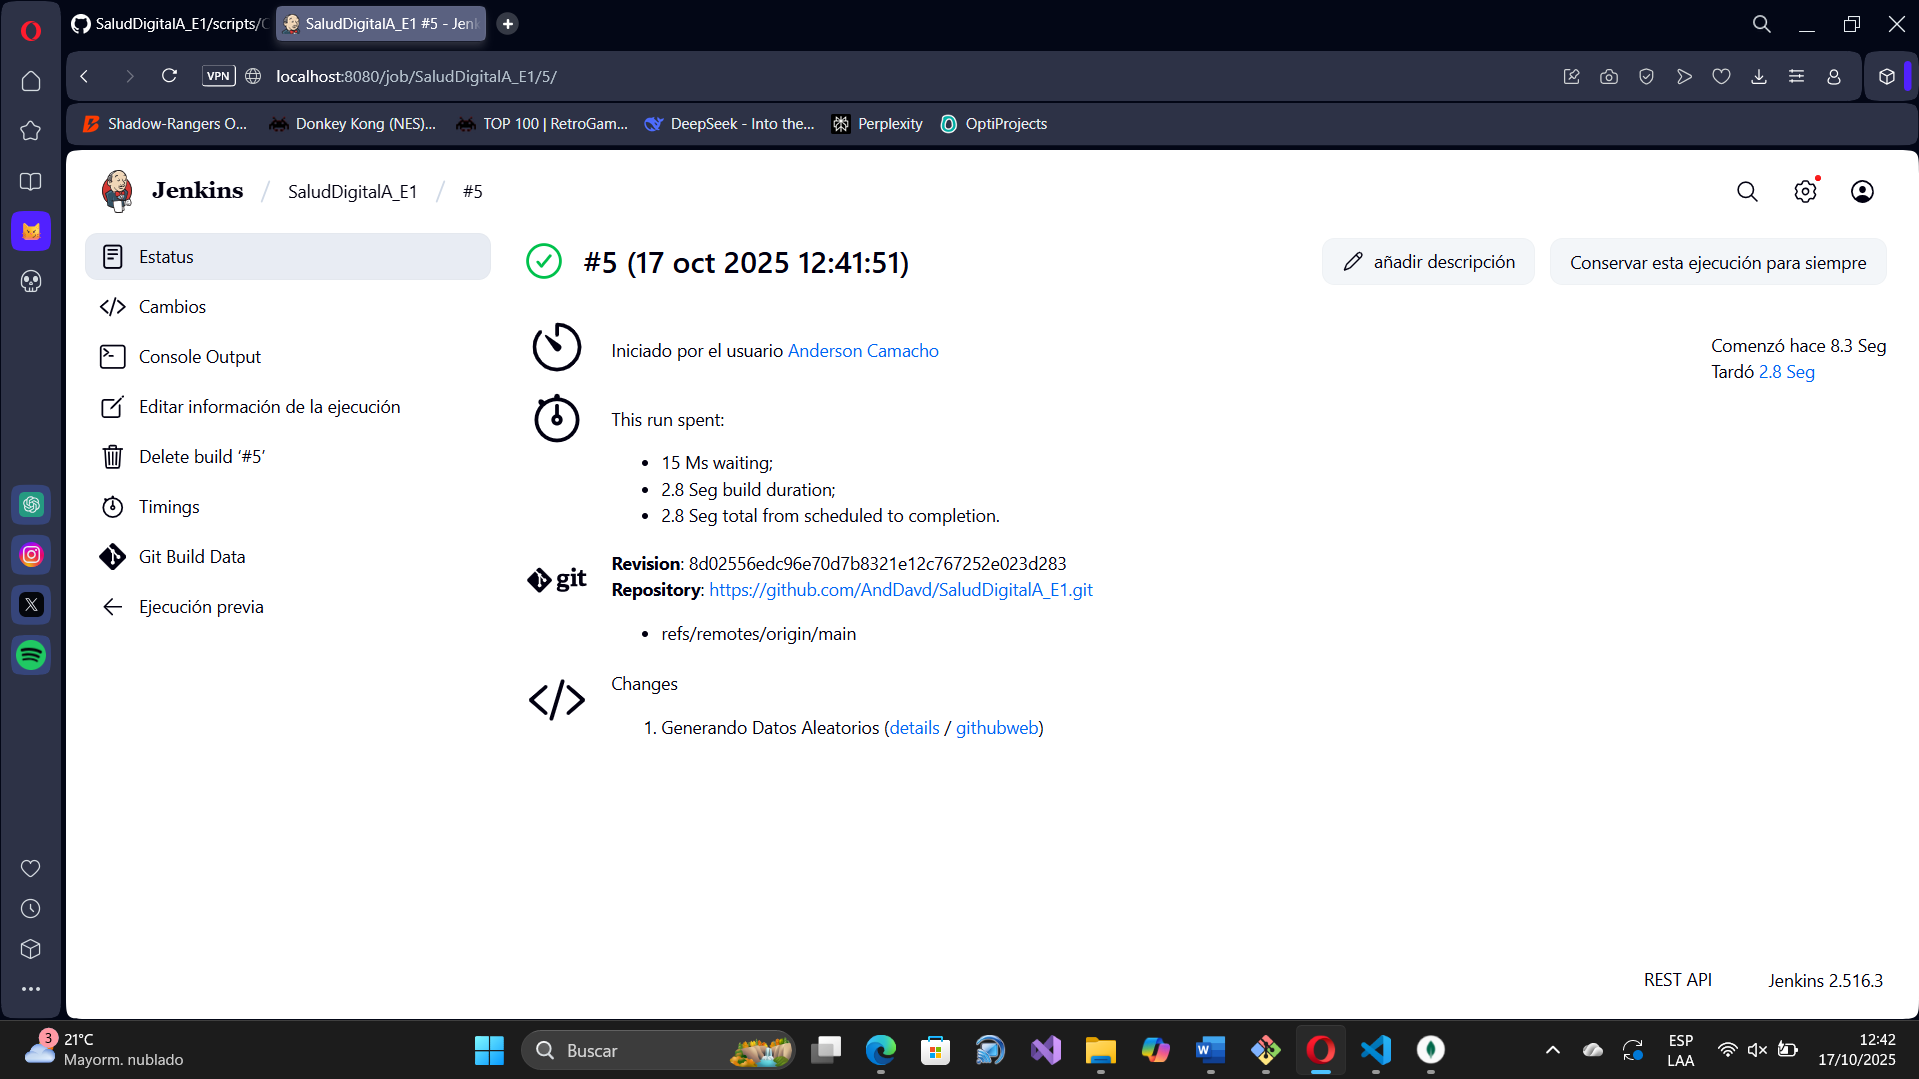 SaludDigitalA_E1/scripts/
SaludDigitalA_E1 #5 - Jenk
VPN
localhost:8080/job/SaludDigitalA_E1/5/
Shadow-Rangers O...
Donkey Kong (NES)...
TOP 100 | RetroGam...
DeepSeek - Into the...
Perplexity
OptiProjects
Jenkins / SaludDigitalA_E1 / #5
Estatus
Cambios
Console Output
Editar información de la ejecución
Delete build ‘#5’
Timings
Git Build Data
Ejecución previa
#5 (17 oct 2025 12:41:51)
añadir descripción
Conservar esta ejecución para siempre
Iniciado por el usuario Anderson Camacho
Comenzó hace 8.3 Seg
Tardó 2.8 Seg
This run spent:
• 15 Ms waiting;
• 2.8 Seg build duration;
• 2.8 Seg total from scheduled to completion.
git
Revision: 8d02556edc96e70d7b8321e12c767252e023d283
Repository: https://github.com/AndDavd/SaludDigitalA_E1.git
• refs/remotes/origin/main
Changes
1. Generando Datos Aleatorios (details / githubweb)
REST API
Jenkins 2.516.3
3
21°C
Mayorm. nublado
Buscar
ESP
LAA
12:42
17/10/2025